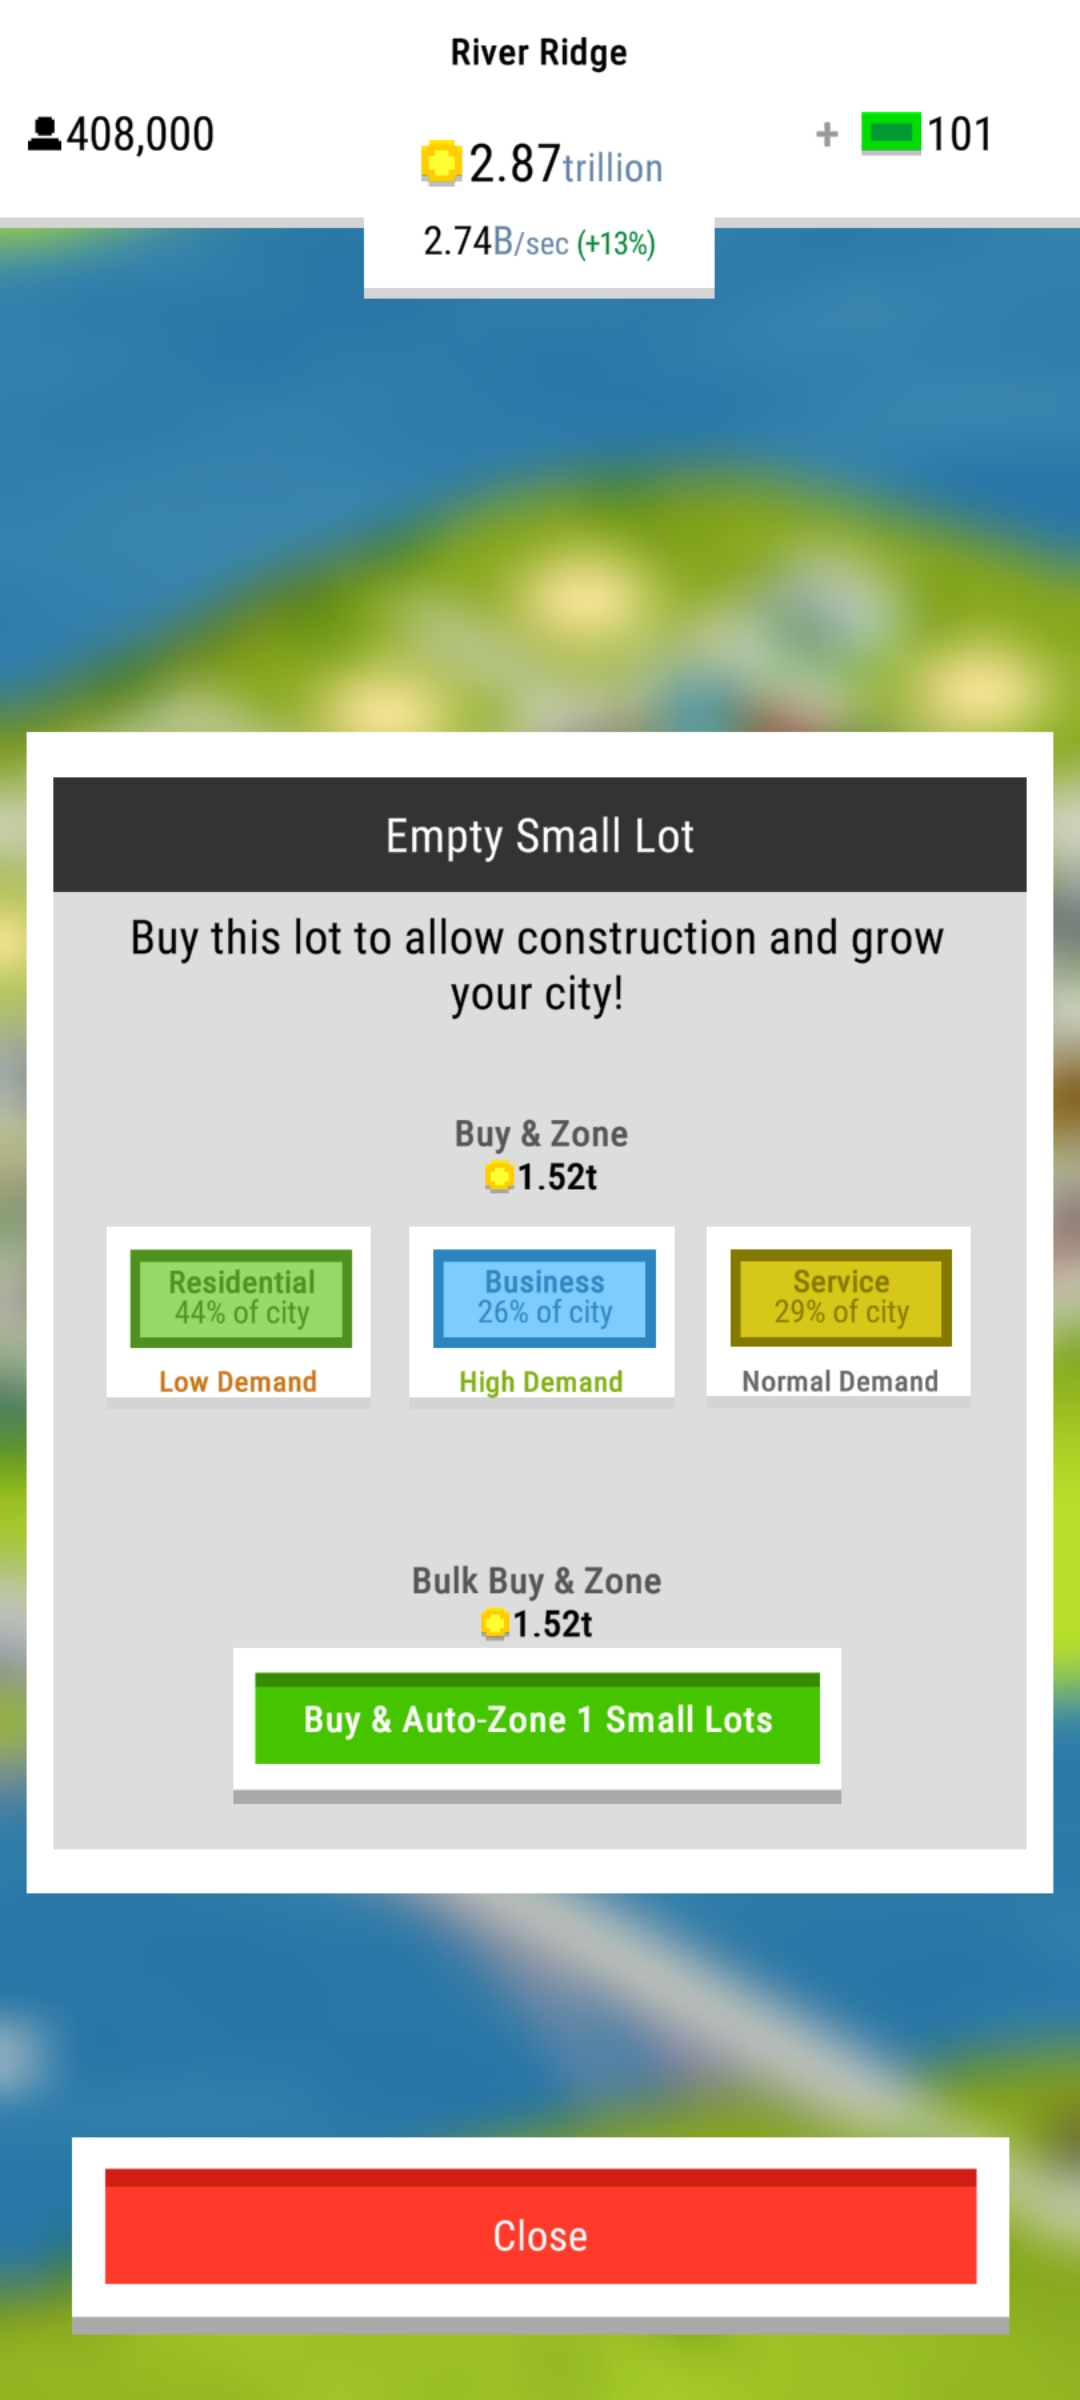 River Ridge
408,000
2.87trillion
+ 101
2.74B/sec (+13%)
Empty Small Lot
Buy this lot to allow construction and grow
your city!
Buy & Zone
1.52t
Residential
44% of city
Low Demand
Business
26% of city
High Demand
Service
29% of city
Normal Demand
Bulk Buy & Zone
1.52t
Buy & Auto-Zone 1 Small Lots
Close